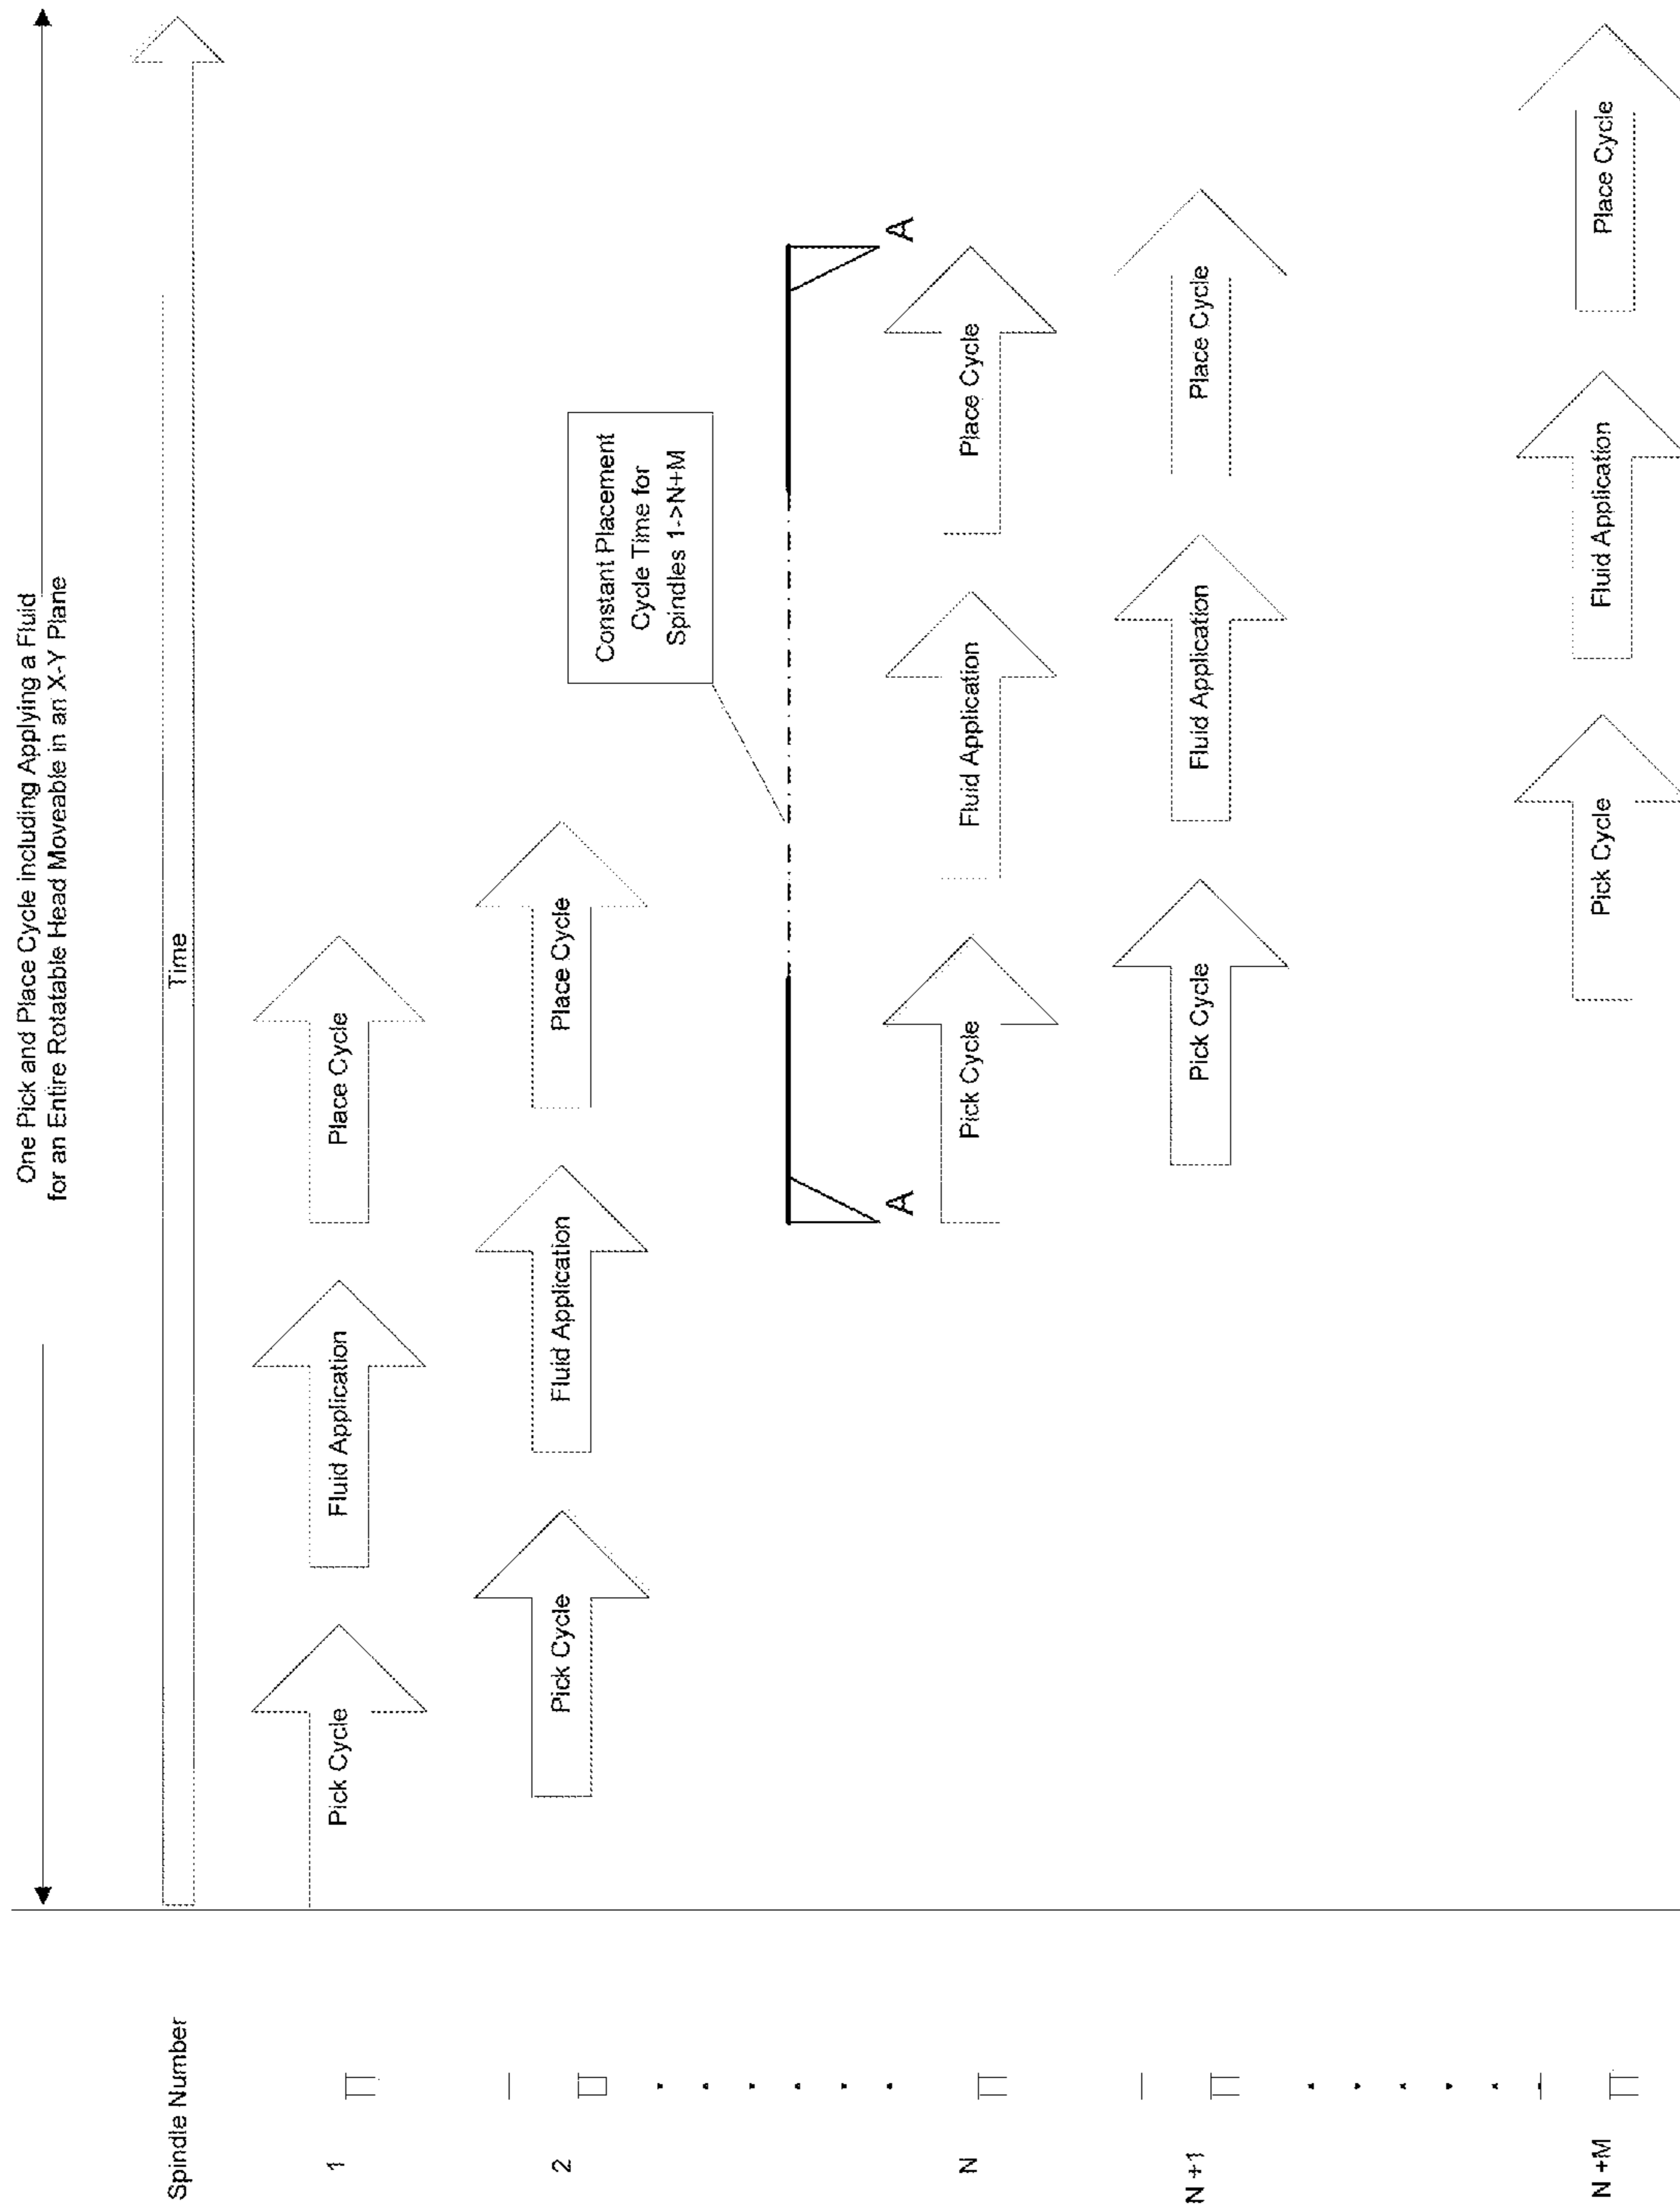 One Pick and Place Cycle including Applying a Fluid
for an Entire Rotatable Head Moveable in an X-Y Plane
Spindle Number
Time
1
Pick Cycle
Fluid Application
Place Cycle
2
Pick Cycle
Fluid Application
Place Cycle
Constant Placement
Cycle Time for
Spindles 1->N+M
A
A
N
Pick Cycle
Fluid Application
Place Cycle
N +1
Pick Cycle
Fluid Application
Place Cycle
N +M
Pick Cycle
Fluid Application
Place Cycle